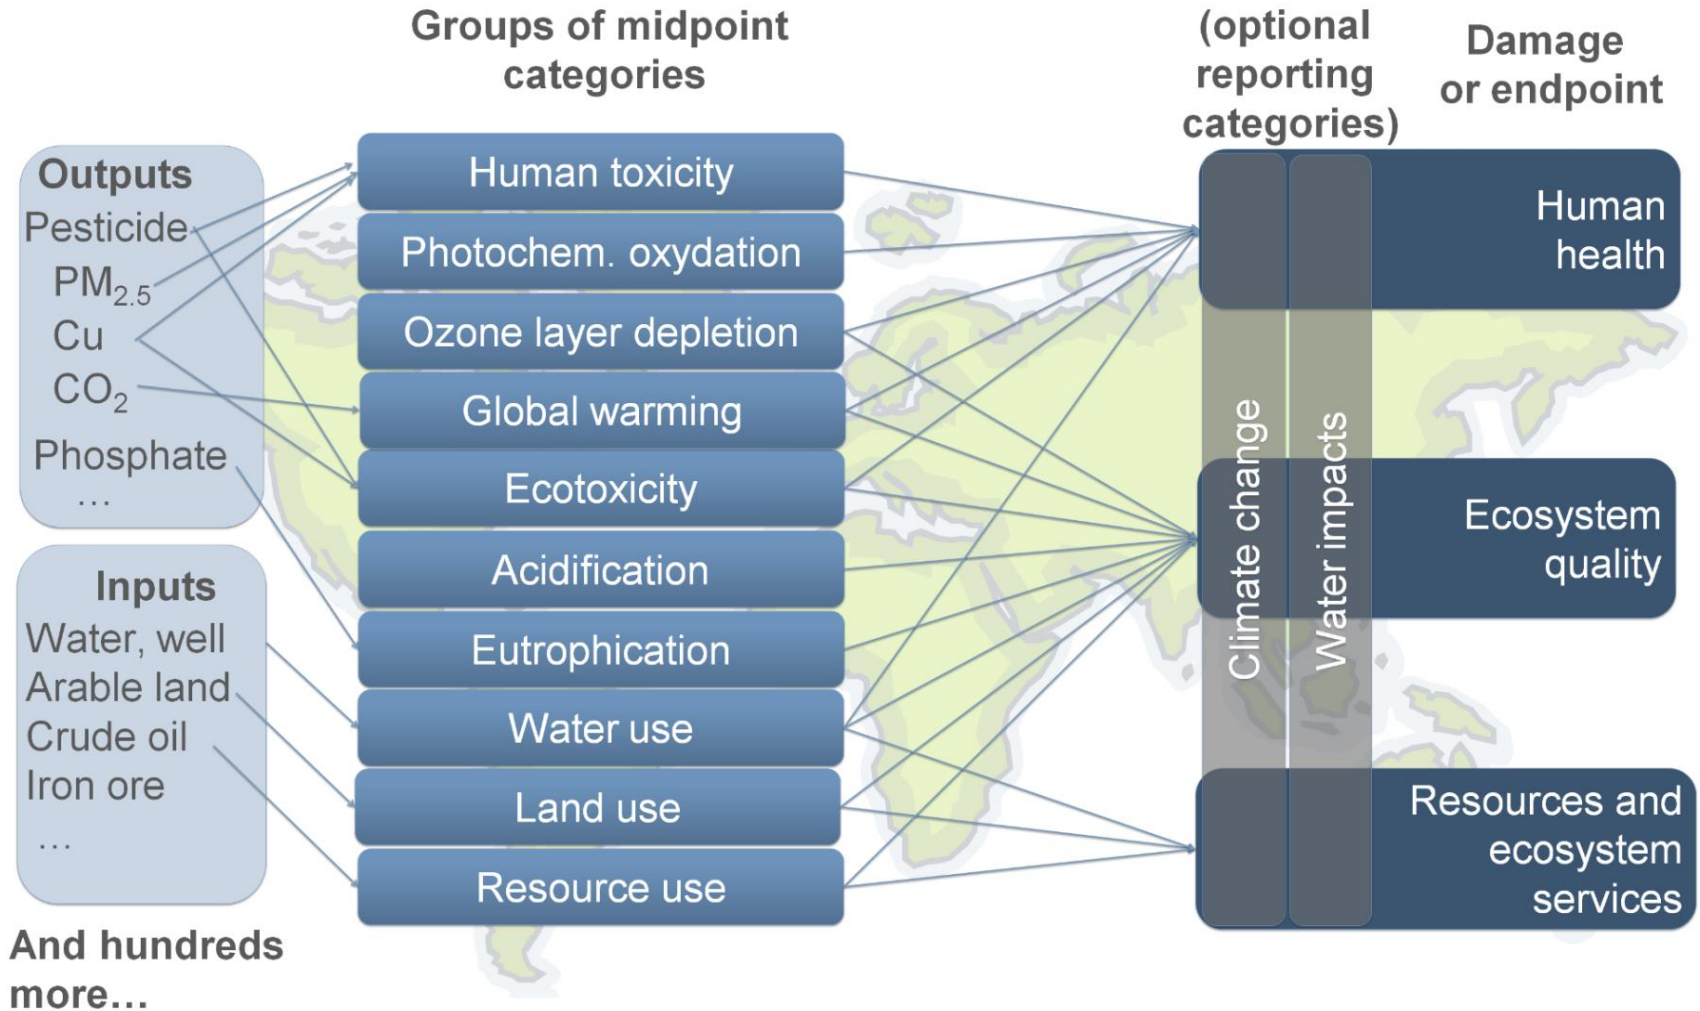 Groups of midpoint
categories
(optional
reporting
categories)
Damage
or endpoint
Outputs
Pesticide
PM2.5
Cu
CO2
Phosphate
...
Inputs
Water, well
Arable land
Crude oil
Iron ore
...
And hundreds
more...
Human toxicity
Photochem. oxydation
Ozone layer depletion
Global warming
Ecotoxicity
Acidification
Eutrophication
Water use
Land use
Resource use
Climate change
Water impacts
Human
health
Ecosystem
quality
Resources and
ecosystem
services